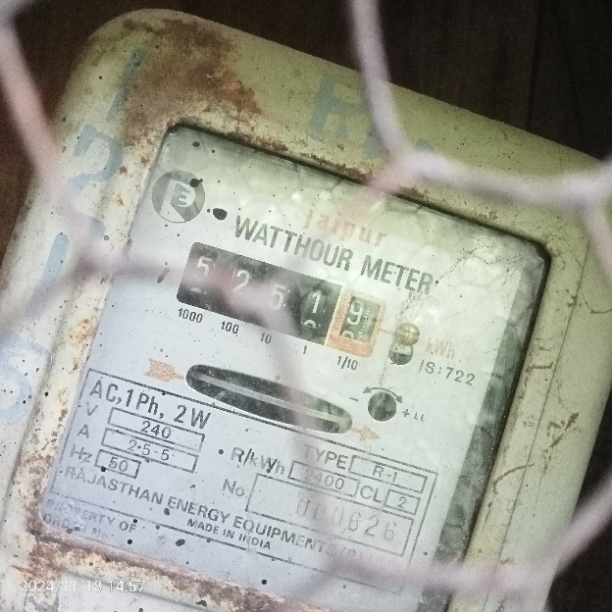 jaipur
WATTHOUR METER
5 2 5 1 9
1000 100 10 1 1/10
kWh
IS:722
- +
AC,1Ph, 2W
V 240
A 2·5-5
Hz 50
TYPE R-1
R/kWh 2400 CL 2
No.
RAJASTHAN ENERGY EQUIPMENTS
MADE IN INDIA
PROPERTY OF
2024/11/19 14:57